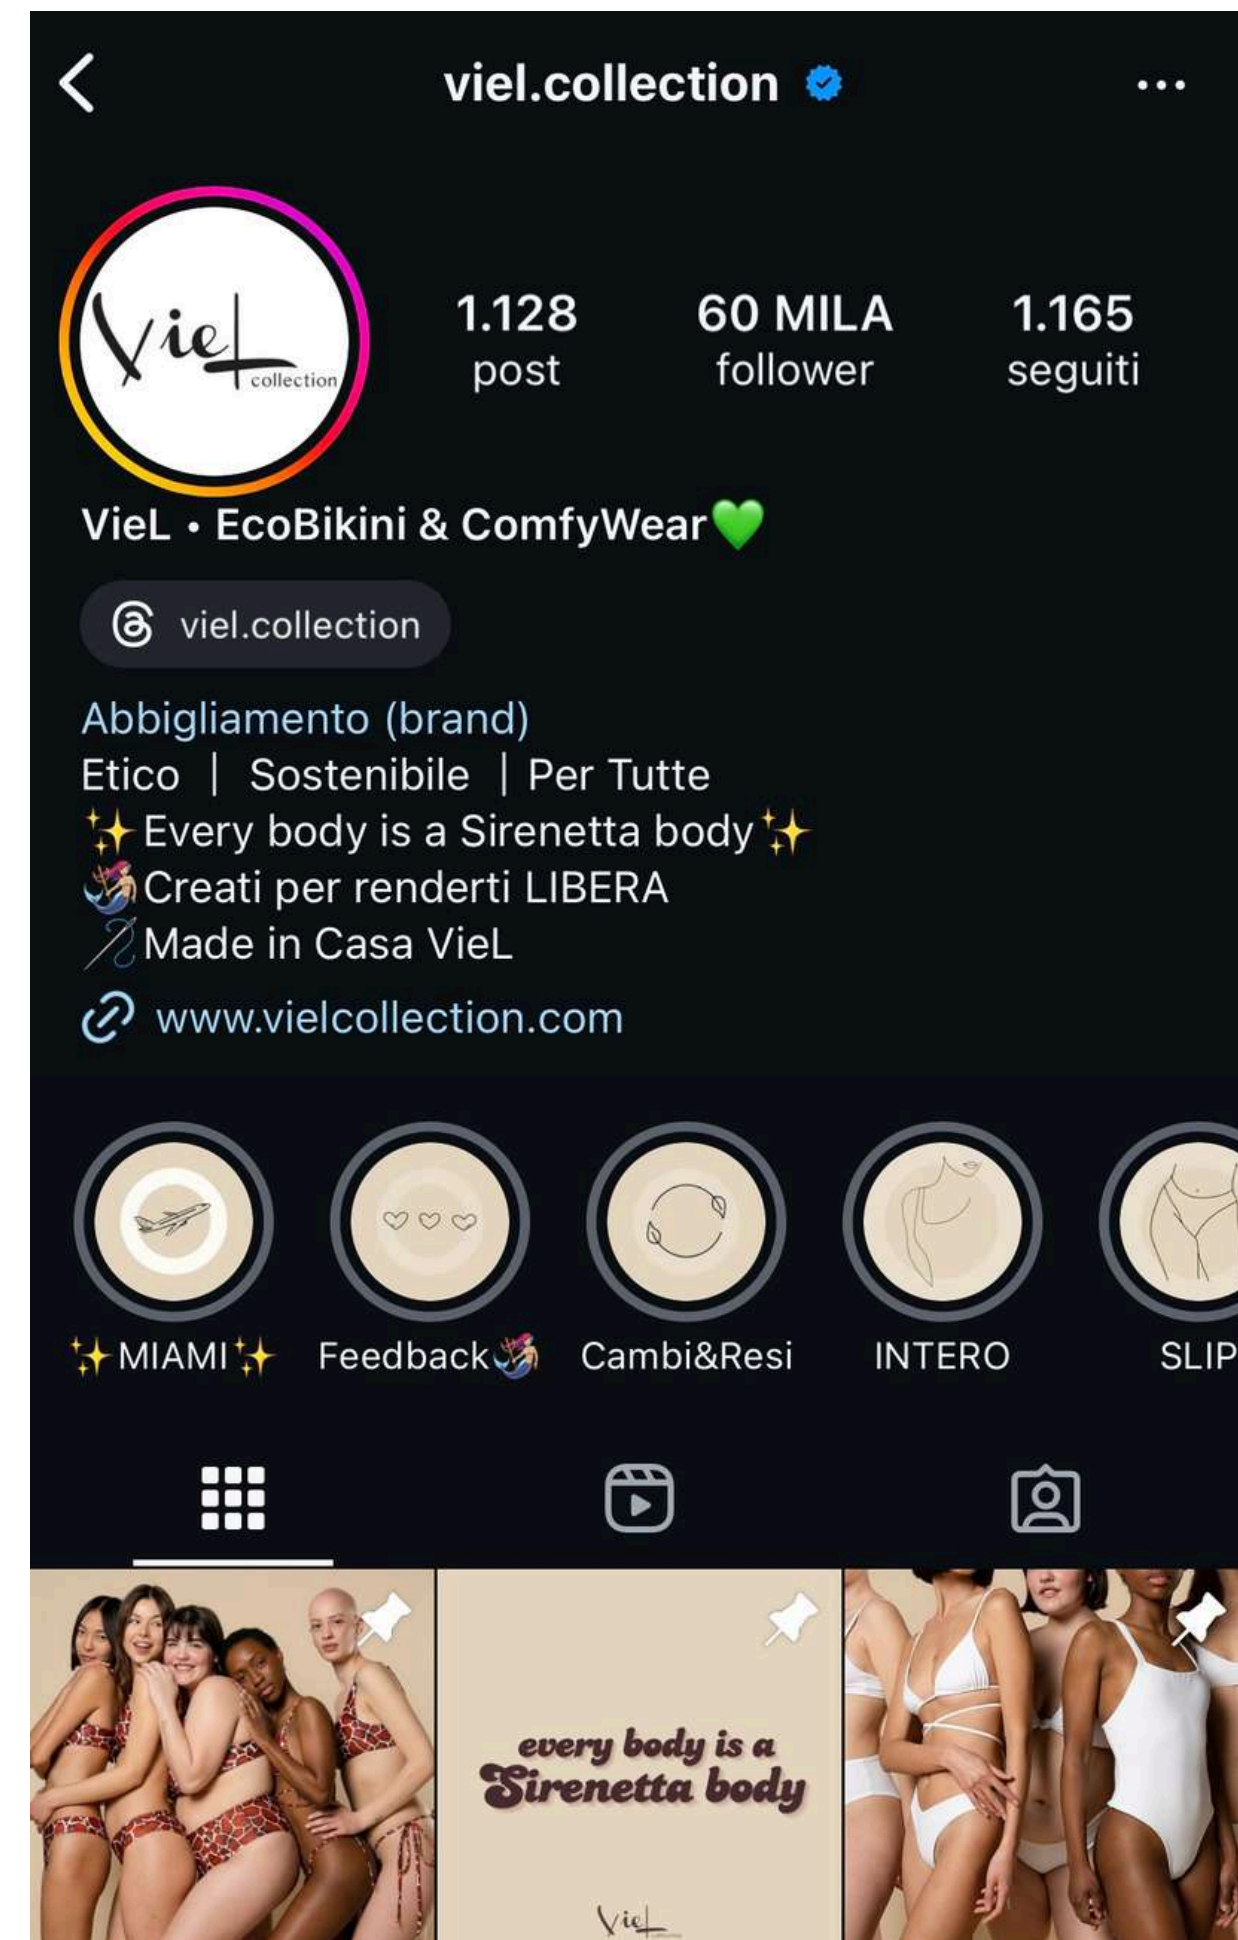 viel.collection
VieL
collection
1.128
post
60 MILA
follower
1.165
seguiti
VieL • EcoBikini & ComfyWear💚
viel.collection
Abbigliamento (brand)
Etico | Sostenibile | Per Tutte
✨Every body is a Sirenetta body✨
🧜🏼‍♀️Creati per renderti LIBERA
🪡Made in Casa VieL
www.vielcollection.com
✨MIAMI✨
Feedback🧜🏼‍♀️
Cambi&Resi
INTERO
SLIP
every body is a
Sirenetta body
VieL